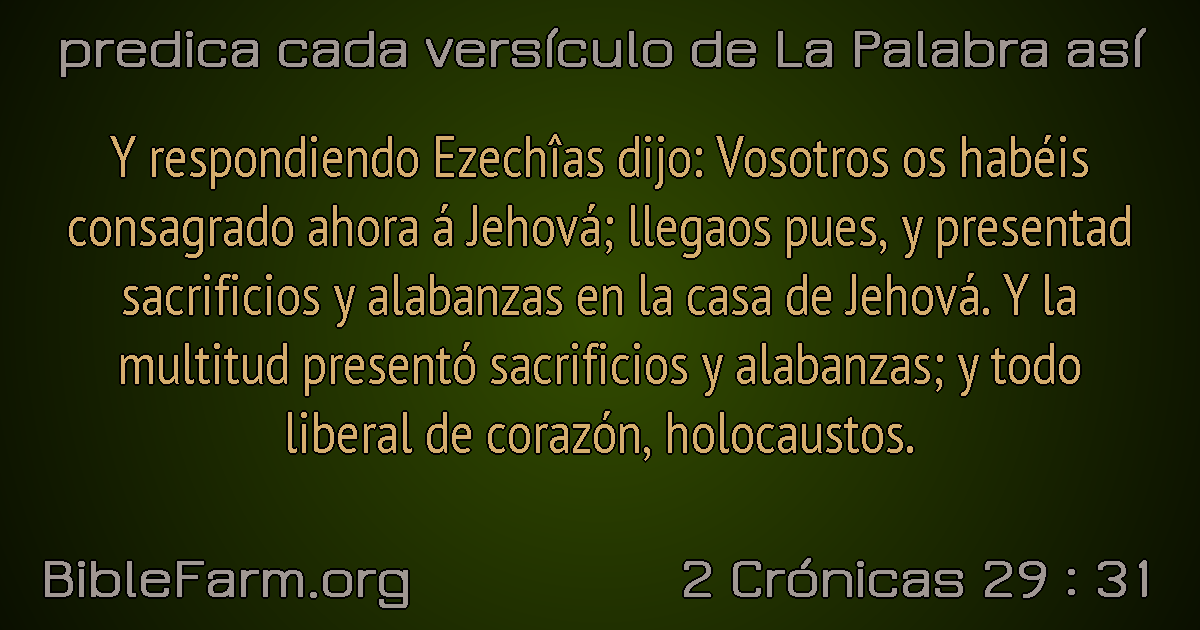 predica cada versículo de La Palabra así
Y respondiendo Ezechîas dijo: Vosotros os habéis
consagrado ahora á Jehová; llegaos pues, y presentad
sacrificios y alabanzas en la casa de Jehová. Y la
multitud presentó sacrificios y alabanzas; y todo
liberal de corazón, holocaustos.
BibleFarm.org
2 Crónicas 29 : 31